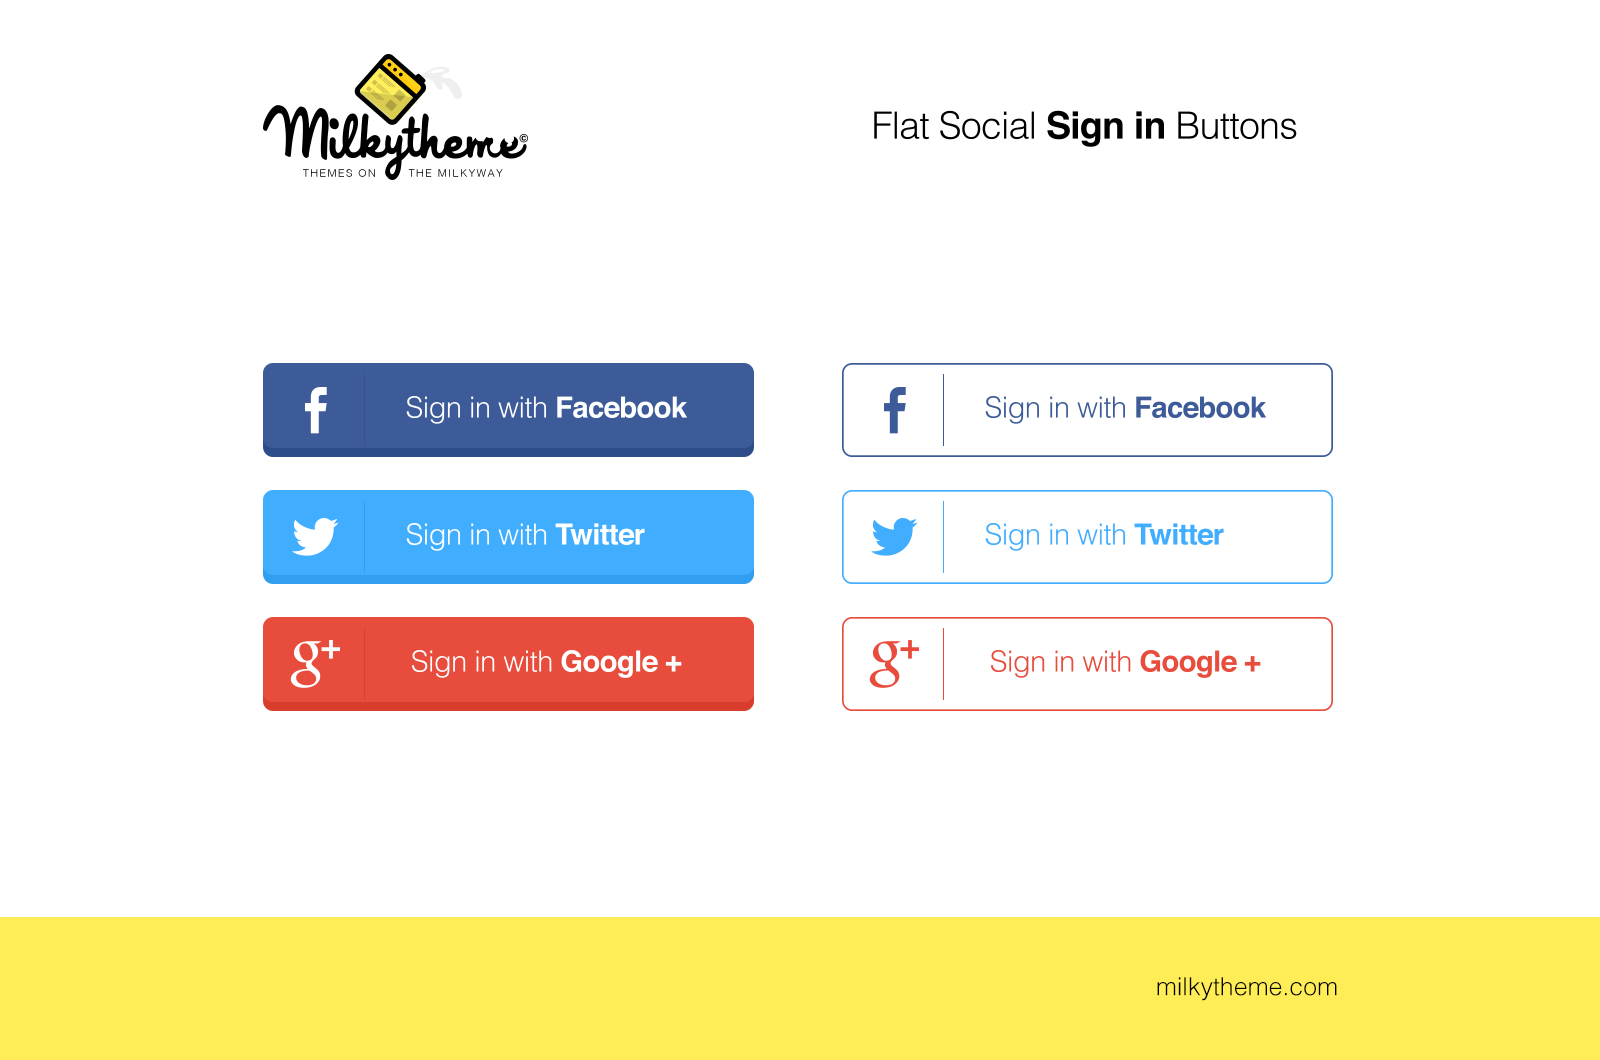 Milkytheme©
THEMES ON THE MILKYWAY
Flat Social Sign in Buttons
Sign in with Facebook
Sign in with Facebook
Sign in with Twitter
Sign in with Twitter
g+ Sign in with Google +
g+ Sign in with Google +
milkytheme.com